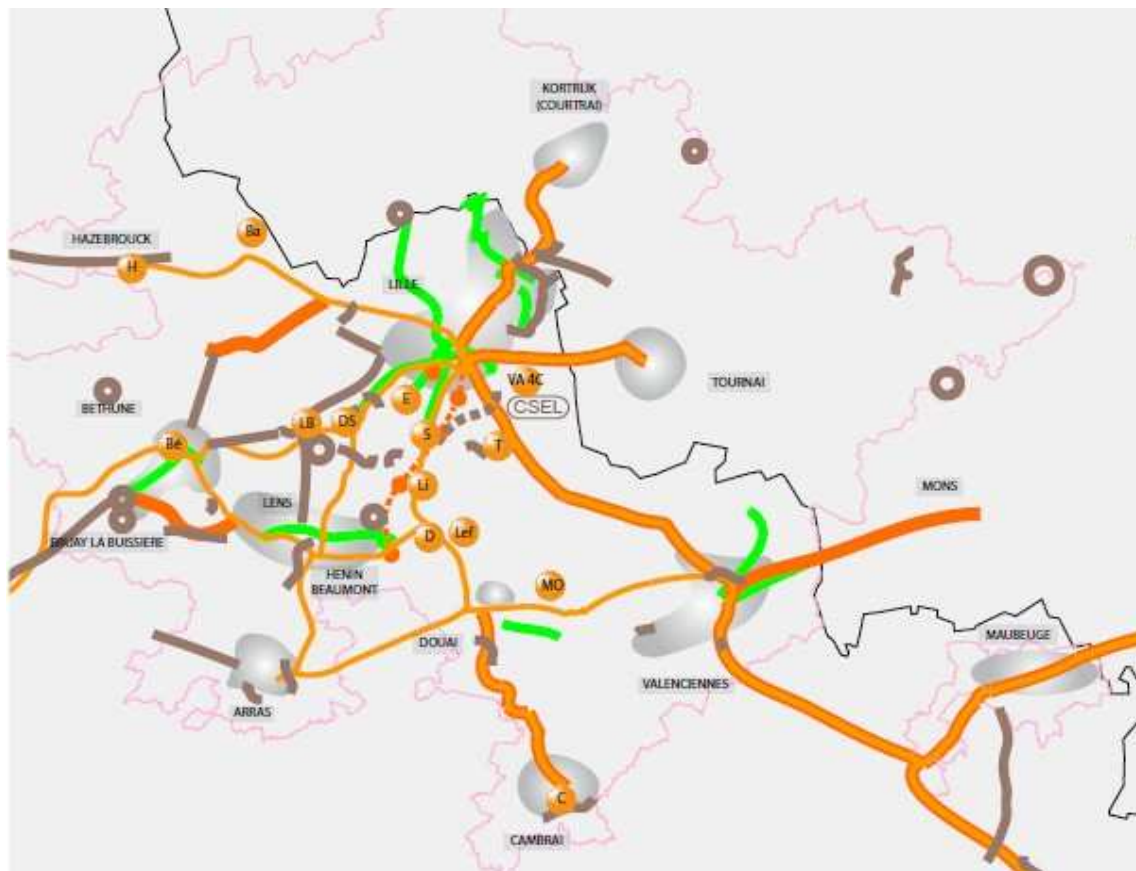 KORTRIJK
(COURTRAI)
Ba
HAZEBROUCK
H
LILLE
VA 4C
TOURNAI
BETHUNE
E
CSEL
LB
DS
S
T
Bé
MONS
Li
LENS
BRUAY LA BUISSIERE
D
Lef
HENIN
BEAUMONT
MO
DOUAI
MAUBEUGE
VALENCIENNES
ARRAS
C
CAMBRAI